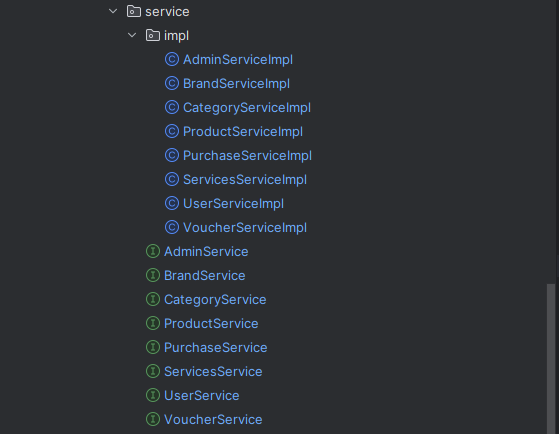 service
impl
AdminServiceImpl
BrandServiceImpl
CategoryServiceImpl
ProductServiceImpl
PurchaseServiceImpl
ServicesServiceImpl
UserServiceImpl
VoucherServiceImpl
AdminService
BrandService
CategoryService
ProductService
PurchaseService
ServicesService
UserService
VoucherService